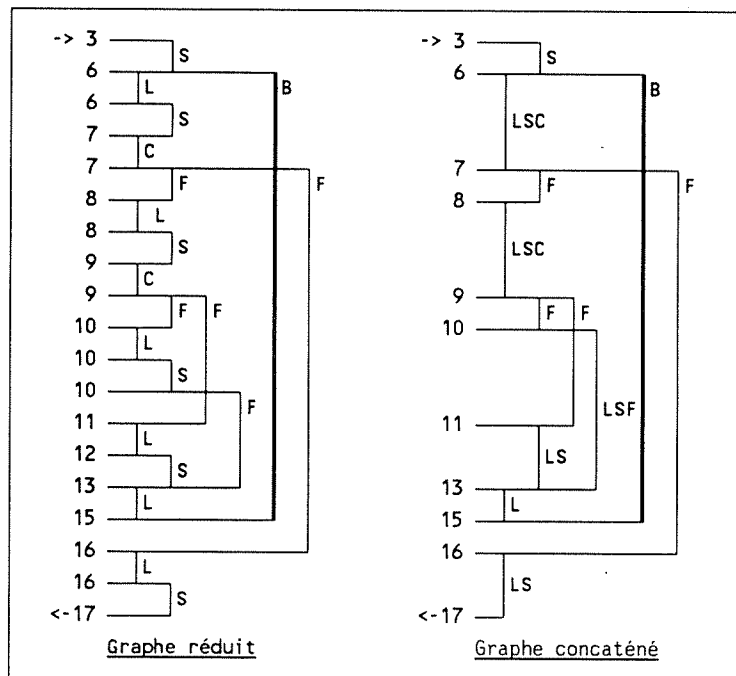 -> 3
S
6
B
L
6
S
7
C
7
F
F
8
L
8
S
9
C
9
F
F
10
L
10
S
10
F
11
L
12
S
13
L
15
16
L
16
S
<-17
Graphe réduit
-> 3
S
6
B
LSC
7
F
F
8
LSC
9
F
F
10
LSF
11
LS
13
L
15
16
LS
<-17
Graphe concaténé